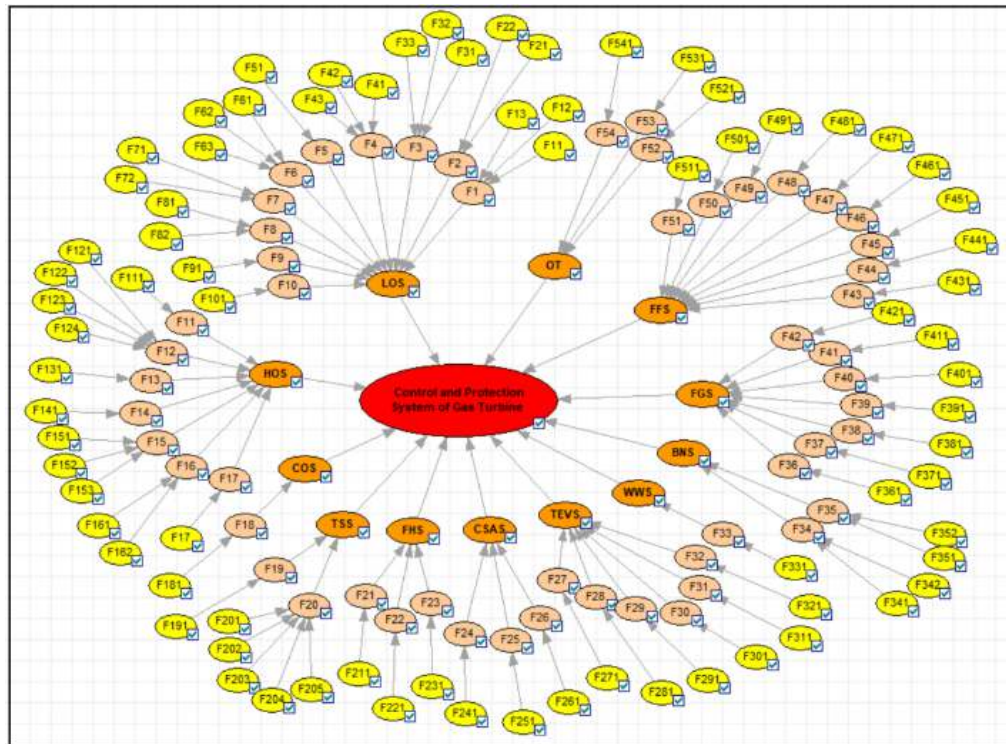 F32
F22
F33
F21
F31
F541
F531
F51
F42
F41
F521
F61
F43
F13
F12
F491
F481
F62
F501
F471
F63
F5
F4
F3
F2
F11
F54
F53
F52
F461
F71
F6
F1
F511
F49
F48
F451
F72
F7
F50
F47
F81
F8
F51
F46
F441
F82
F45
F121
F9
OT
F44
F431
F122
F111
F91
F10
LOS
F43
F123
F101
FFS
F421
F124
F11
F42
F411
F12
F41
F131
F13
HOS
Control and Protection
System of Gas Turbine
F40
F401
FGS
F39
F391
F141
F14
F38
F381
F151
F15
F37
F152
F16
COS
BNS
F36
F371
F153
F17
WWS
F361
F161
F18
TSS
FHS
CSAS
TEVS
F35
F162
F17
F33
F34
F352
F19
F32
F351
F181
F21
F23
F27
F31
F331
F342
F191
F20
F22
F28
F29
F30
F321
F341
F201
F24
F25
F26
F311
F202
F301
F203
F211
F231
F271
F291
F204
F205
F221
F241
F261
F281
F251